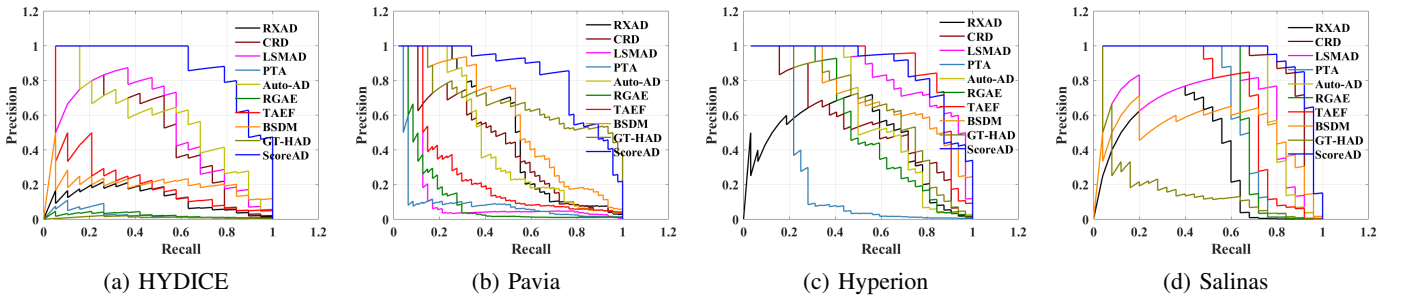 1.2
1
0.8
0.6
0.4
0.2
0
Precision
0 0.2 0.4 0.6 0.8 1 1.2
Recall
RXAD
CRD
LSMAD
PTA
Auto-AD
RGAE
TAEF
BSDM
GT-HAD
ScoreAD
(a) HYDICE
1.2
1
0.8
0.6
0.4
0.2
0
Precision
0 0.2 0.4 0.6 0.8 1 1.2
Recall
RXAD
CRD
LSMAD
PTA
Auto-AD
RGAE
TAEF
BSDM
GT-HAD
ScoreAD
(b) Pavia
1.2
1
0.8
0.6
0.4
0.2
0
Precision
0 0.2 0.4 0.6 0.8 1 1.2
Recall
RXAD
CRD
LSMAD
PTA
Auto-AD
RGAE
TAEF
BSDM
GT-HAD
ScoreAD
(c) Hyperion
1.2
1
0.8
0.6
0.4
0.2
0
Precision
0 0.2 0.4 0.6 0.8 1 1.2
Recall
RXAD
CRD
LSMAD
PTA
Auto-AD
RGAE
TAEF
BSDM
GT-HAD
ScoreAD
(d) Salinas